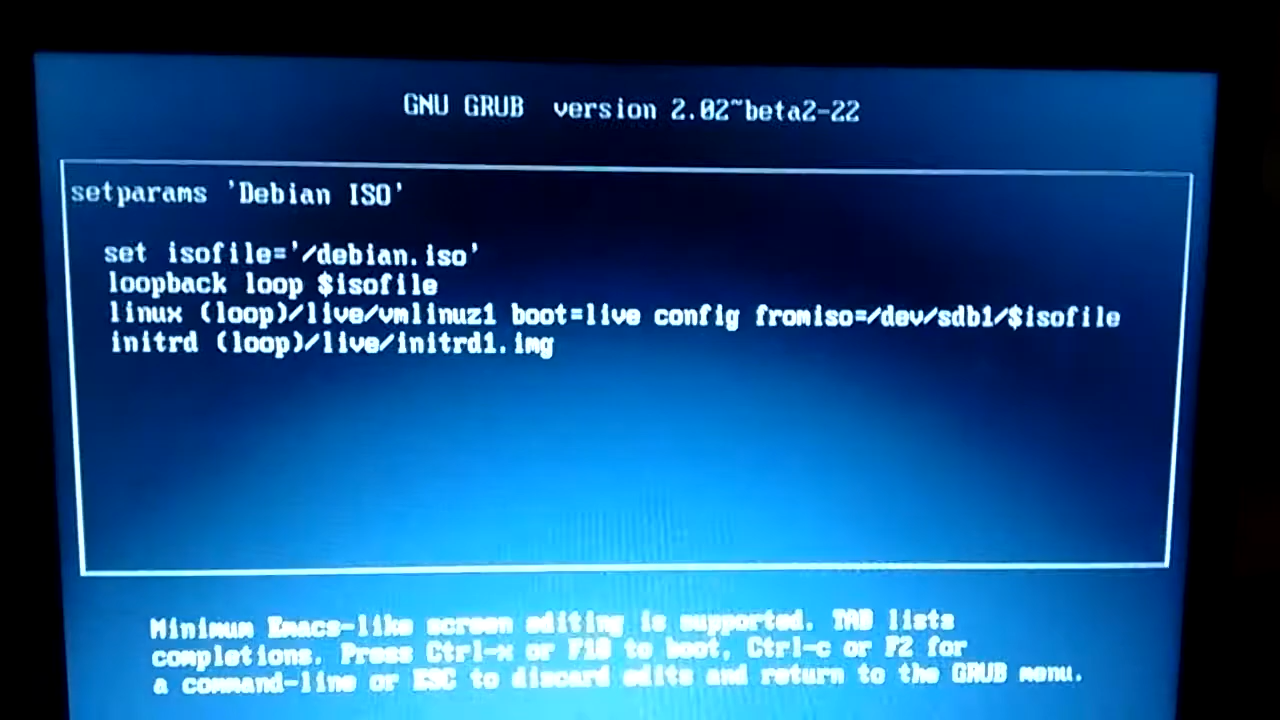 GNU GRUB version 2.02~beta2-22
setparams 'Debian ISO'
set isofile='/debian.iso'
loopback loop $isofile
linux (loop)/live/vmlinuz1 boot=live config fromiso=/dev/sdb1/$isofile
initrd (loop)/live/initrd1.img
Minimum Emacs-like screen editing is supported. TAB lists
completions. Press Ctrl-x or F10 to boot, Ctrl-c or F2 for
a command-line or ESC to discard edits and return to the GRUB menu.